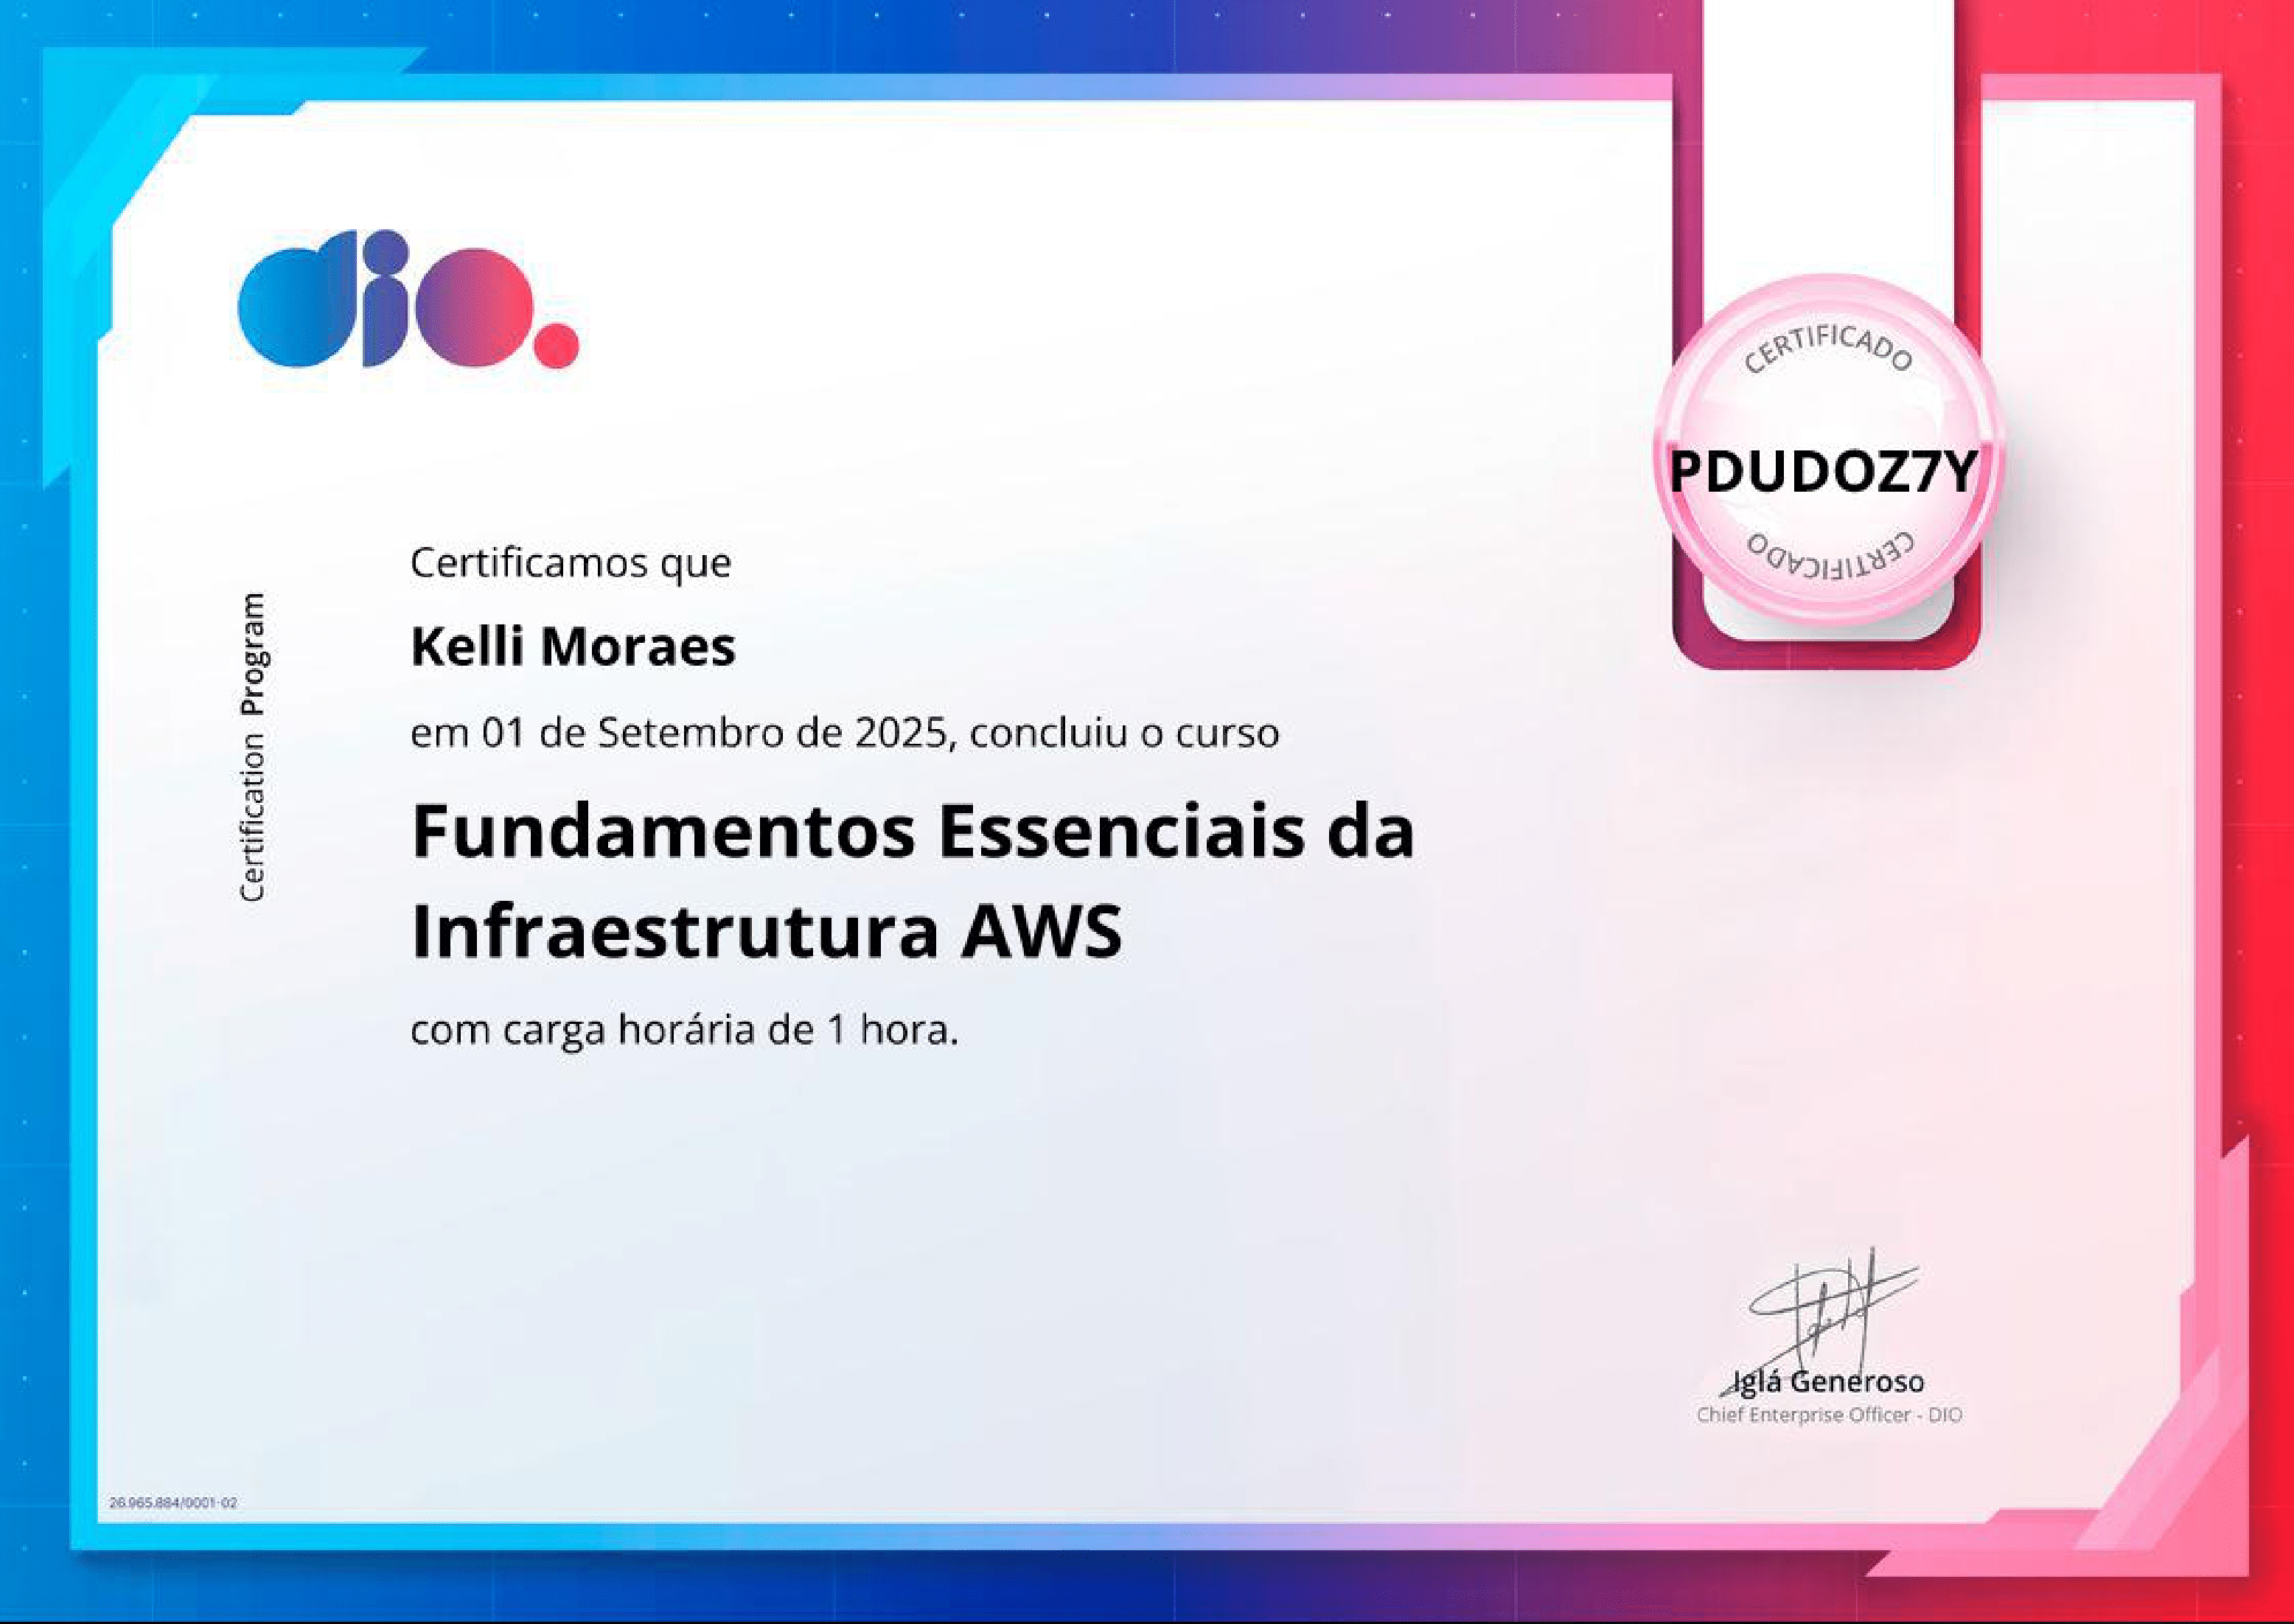 dio.
CERTIFICADO
PDUDOZ7Y
CERTIFICADO
Certification Program
Certificamos que
Kelli Moraes
em 01 de Setembro de 2025, concluiu o curso
Fundamentos Essenciais da
Infraestrutura AWS
com carga horária de 1 hora.
Iglá Generoso
Chief Enterprise Officer - DIO
26.965.884/0001-02